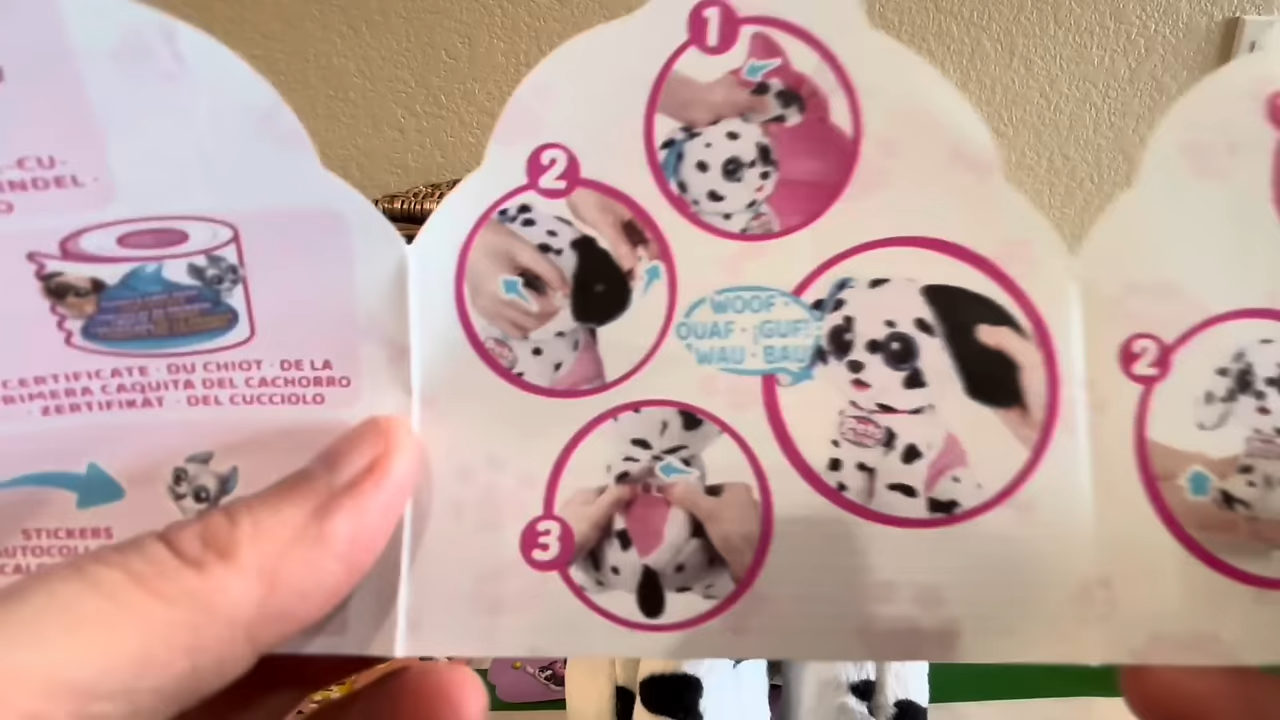 -CU-
INDEL ·
O
CERTIFICATE · DU CHIOT · DE LA
RIMERA CAQUITA DEL CACHORRO
· ZERTIFIKAT · DEL CUCCIOLO
STICKERS
AUTOCOLL
1
2
WOOF
OUAF · ¡GUF!
WAU · BAU
3
2